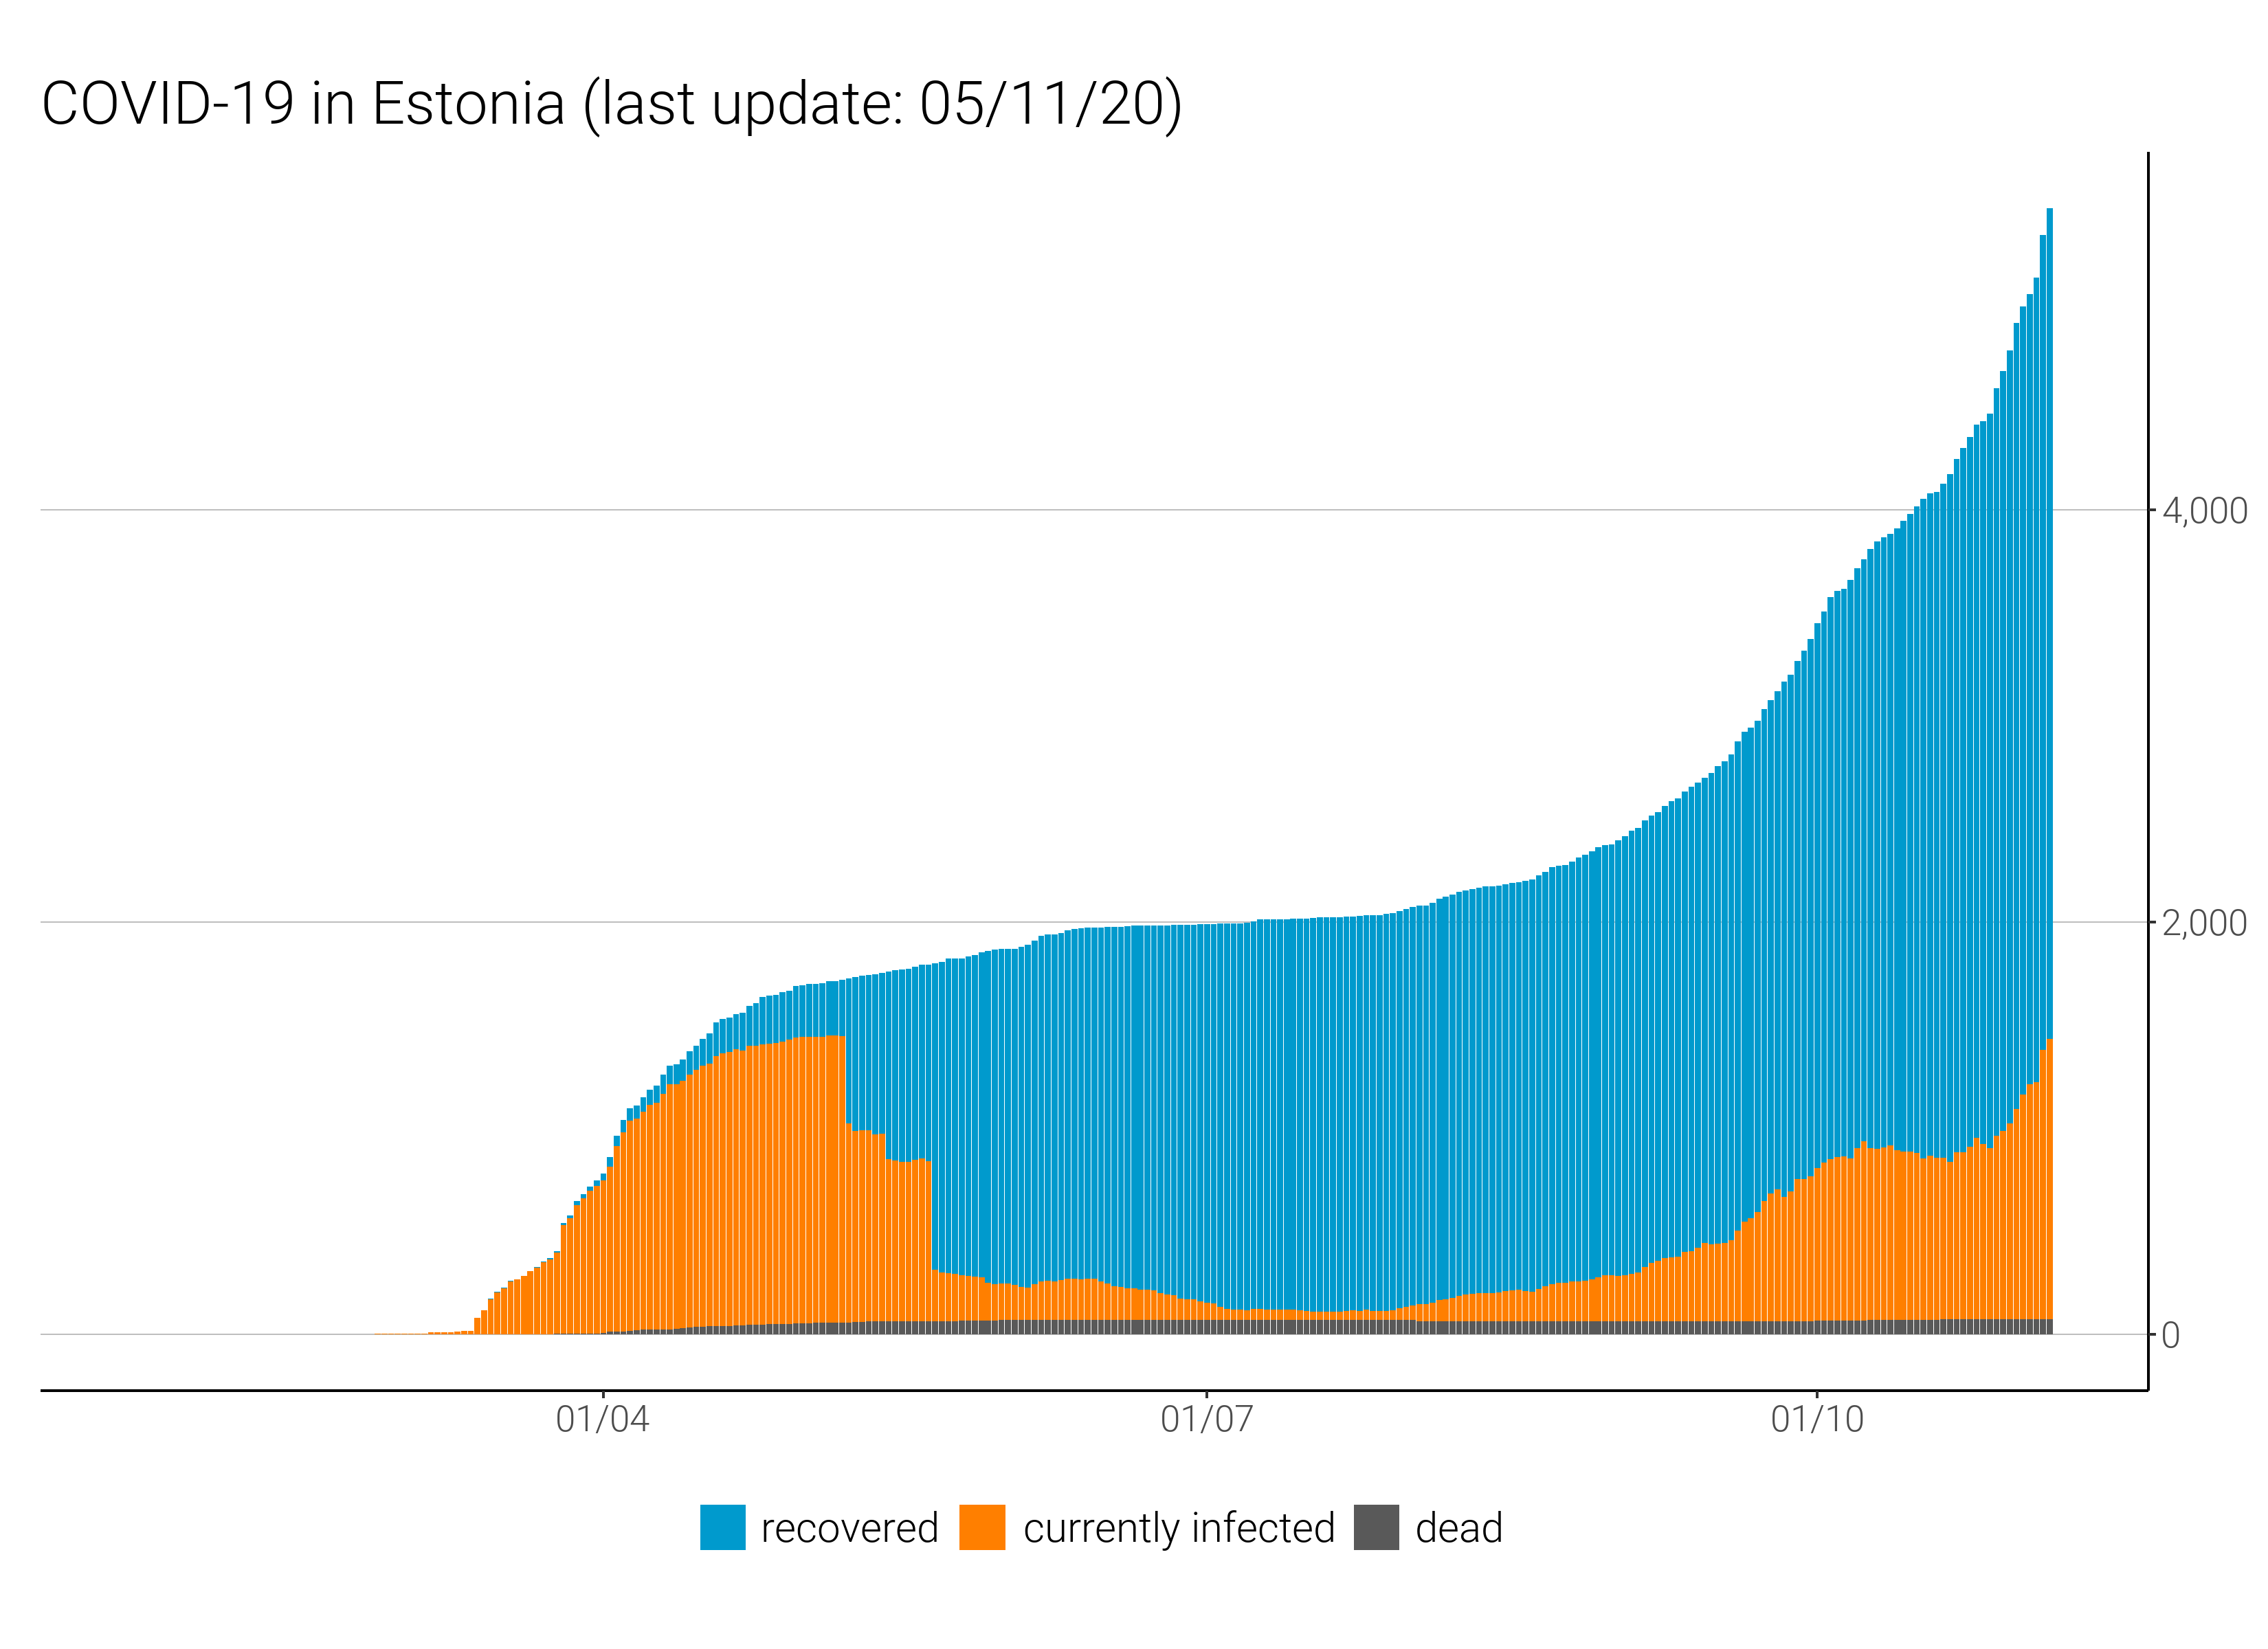 COVID-19 in Estonia (last update: 05/11/20)
4,000
2,000
0
01/04 01/07 01/10
recovered currently infected dead